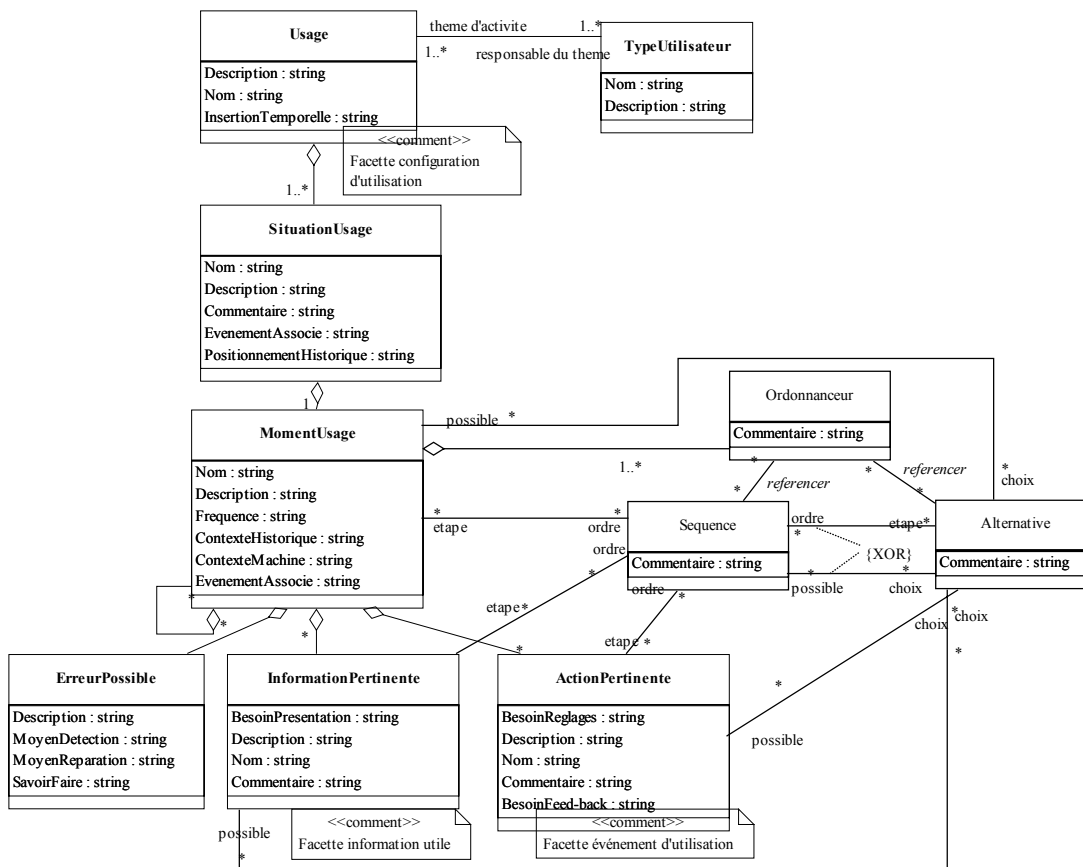 Usage
Description : string
Nom : string
InsertionTemporelle : string
theme d'activite
1..*
1..*
responsable du theme
TypeUtilisateur
Nom : string
Description : string
<<comment>>
Facette configuration
d'utilisation
1..*
SituationUsage
Nom : string
Description : string
Commentaire : string
EvenementAssocie : string
PositionnementHistorique : string
1
MomentUsage
Nom : string
Description : string
Frequence : string
ContexteHistorique : string
ContexteMachine : string
EvenementAssocie : string
*
*
possible
*
1..*
Ordonnanceur
Commentaire : string
*
referencer
*
*
referencer
*
*
choix
*
etape
*
ordre
Sequence
Commentaire : string
ordre
*
etape*
{XOR}
*
possible
*
choix
Alternative
Commentaire : string
ordre
*
etape*
ordre
*
etape*
choix
*
choix
*
*
possible
*
*
ErreurPossible
Description : string
MoyenDetection : string
MoyenReparation : string
SavoirFaire : string
InformationPertinente
BesoinPresentation : string
Description : string
Nom : string
Commentaire : string
ActionPertinente
BesoinReglages : string
Description : string
Nom : string
Commentaire : string
BesoinFeed-back : string
possible
*
<<comment>>
Facette information utile
<<comment>>
Facette événement d'utilisation